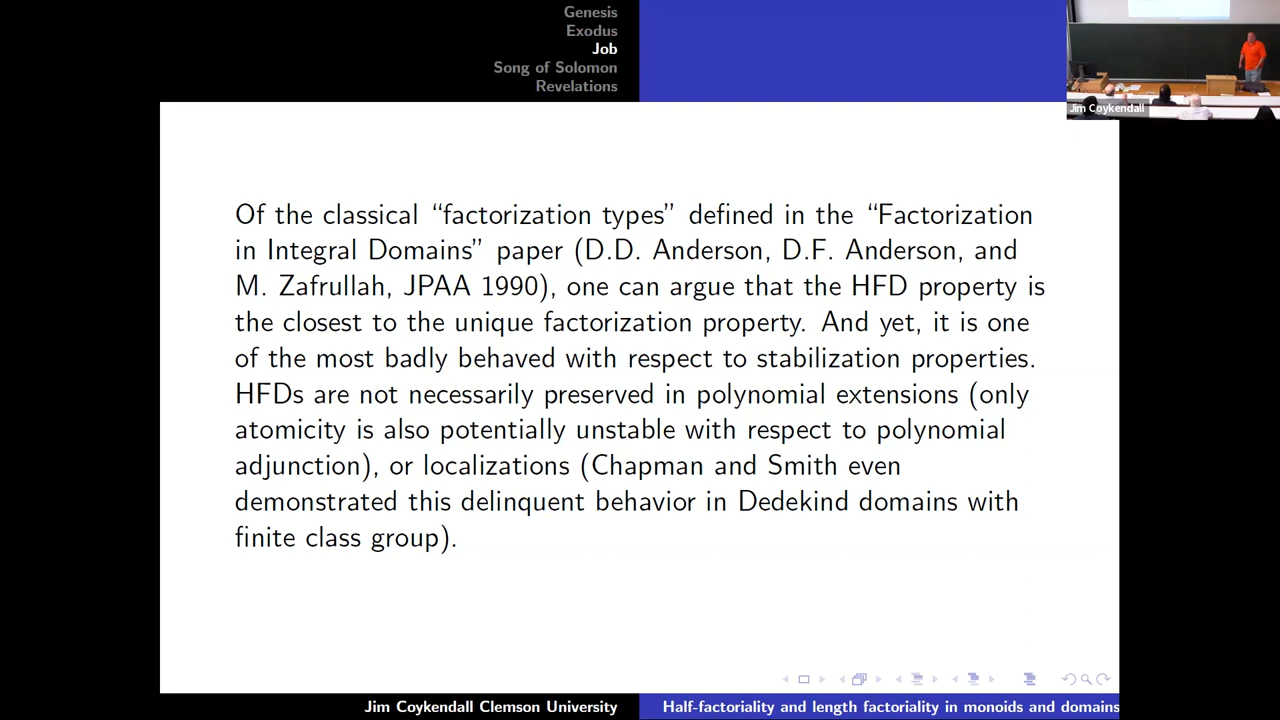 Genesis
Exodus
Job
Song of Solomon
Revelations
Jim Coykendall
Of the classical “factorization types” defined in the “Factorization
in Integral Domains” paper (D.D. Anderson, D.F. Anderson, and
M. Zafrullah, JPAA 1990), one can argue that the HFD property is
the closest to the unique factorization property. And yet, it is one
of the most badly behaved with respect to stabilization properties.
HFDs are not necessarily preserved in polynomial extensions (only
atomicity is also potentially unstable with respect to polynomial
adjunction), or localizations (Chapman and Smith even
demonstrated this delinquent behavior in Dedekind domains with
finite class group).
Jim Coykendall Clemson University
Half-factoriality and length factoriality in monoids and domains